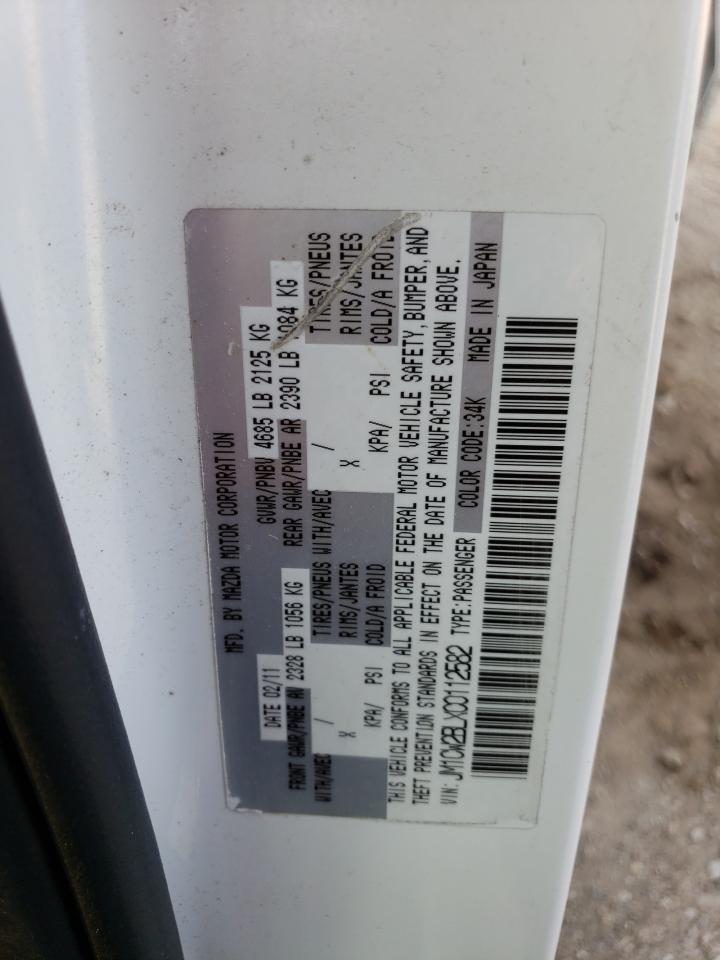 MFD. BY MAZDA MOTOR CORPORATION
DATE 02/11 GVWR/PNBV 4685 LB 2125 KG
FRONT GAWR/PNBE AV 2328 LB 1056 KG REAR GAWR/PNBE AR 2390 LB 1084 KG
WITH/AVEC TIRES/PNEUS WITH/AVEC TIRES/PNEUS
X / RIMS/JANTES X / RIMS/JANTES
KPA/ PSI COLD/A FROID KPA/ PSI COLD/A FROID
THIS VEHICLE CONFORMS TO ALL APPLICABLE FEDERAL MOTOR VEHICLE SAFETY, BUMPER, AND
THEFT PREVENTION STANDARDS IN EFFECT ON THE DATE OF MANUFACTURE SHOWN ABOVE.
VIN: JM1CW2BLXC0112582 TYPE:PASSENGER COLOR CODE:34K MADE IN JAPAN